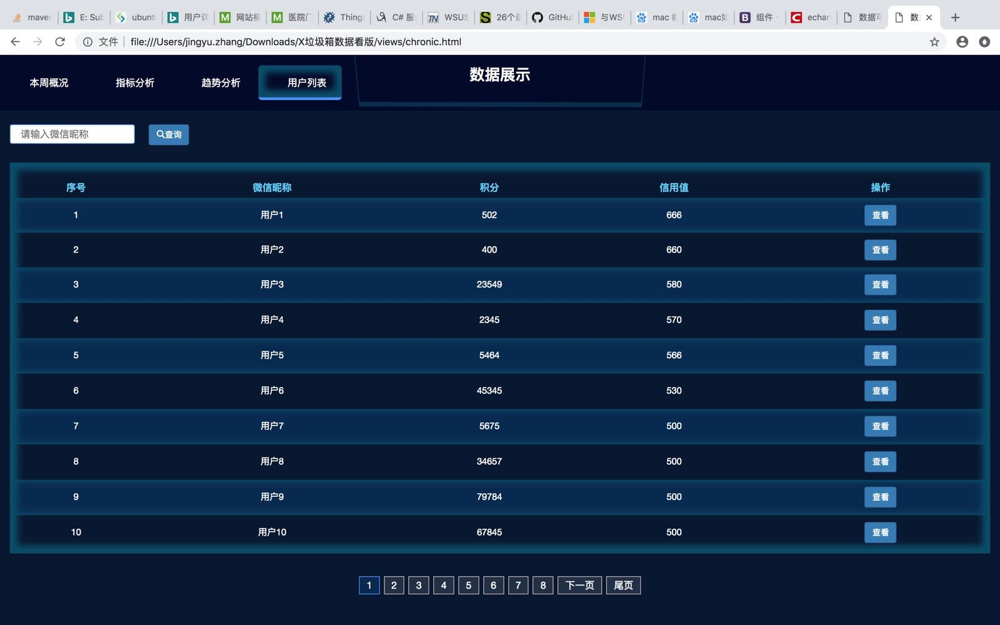 maver E: Sub ubunt 用户详 网站模 医院门 Things C# 服 WSUS 26个最 GitHu 与WSU mac 截 mac如 组件 - echar 数据可 数
文件 file:///Users/jingyu.zhang/Downloads/X垃圾箱数据看版/views/chronic.html
本周概况 指标分析 趋势分析 用户列表 数据展示
请输入微信昵称 查询
序号 微信昵称 积分 信用值 操作
1 用户1 502 666 查看
2 用户2 400 660 查看
3 用户3 23549 580 查看
4 用户4 2345 570 查看
5 用户5 5464 566 查看
6 用户6 45345 530 查看
7 用户7 5675 500 查看
8 用户8 34657 500 查看
9 用户9 79784 500 查看
10 用户10 67845 500 查看
1 2 3 4 5 6 7 8 下一页 尾页